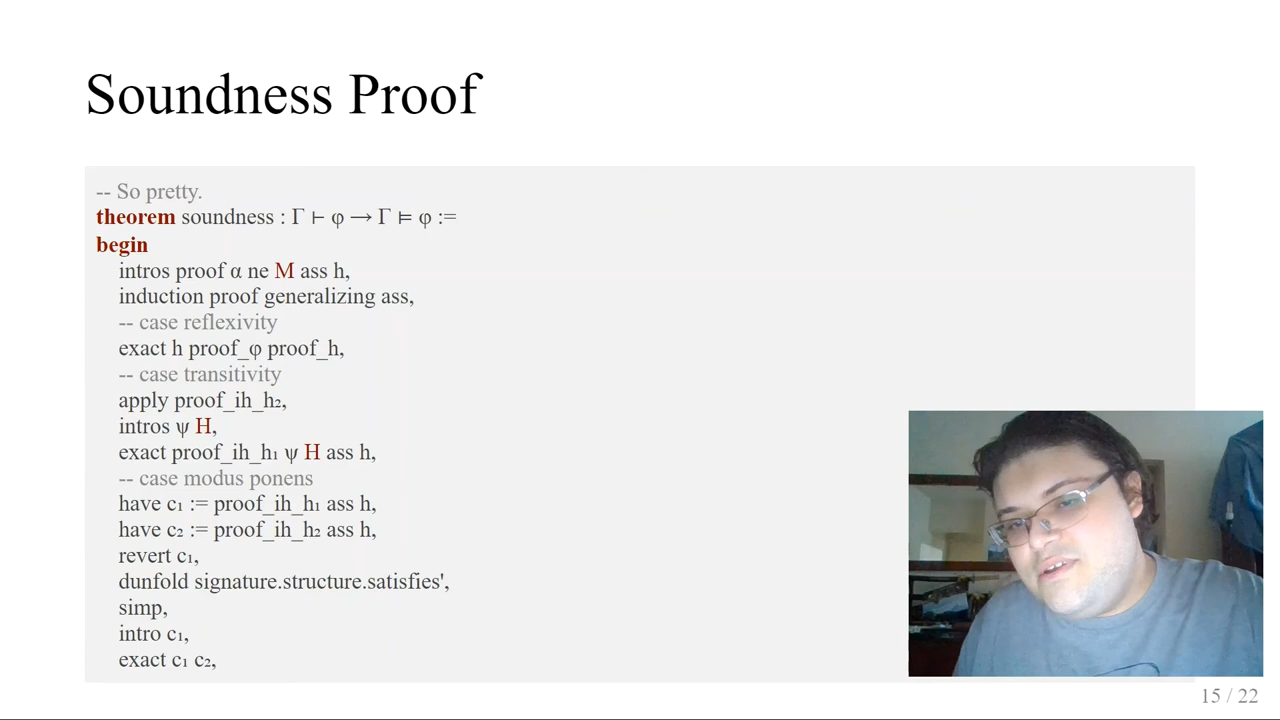 Soundness Proof
-- So pretty.
theorem soundness : Γ ⊢ φ → Γ ⊨ φ :=
begin
intros proof α ne M ass h,
induction proof generalizing ass,
-- case reflexivity
exact h proof_φ proof_h,
-- case transitivity
apply proof_ih_h₂,
intros ψ H,
exact proof_ih_h₁ ψ H ass h,
-- case modus ponens
have c₁ := proof_ih_h₁ ass h,
have c₂ := proof_ih_h₂ ass h,
revert c₁,
dunfold signature.structure.satisfies',
simp,
intro c₁,
exact c₁ c₂,
15 / 22